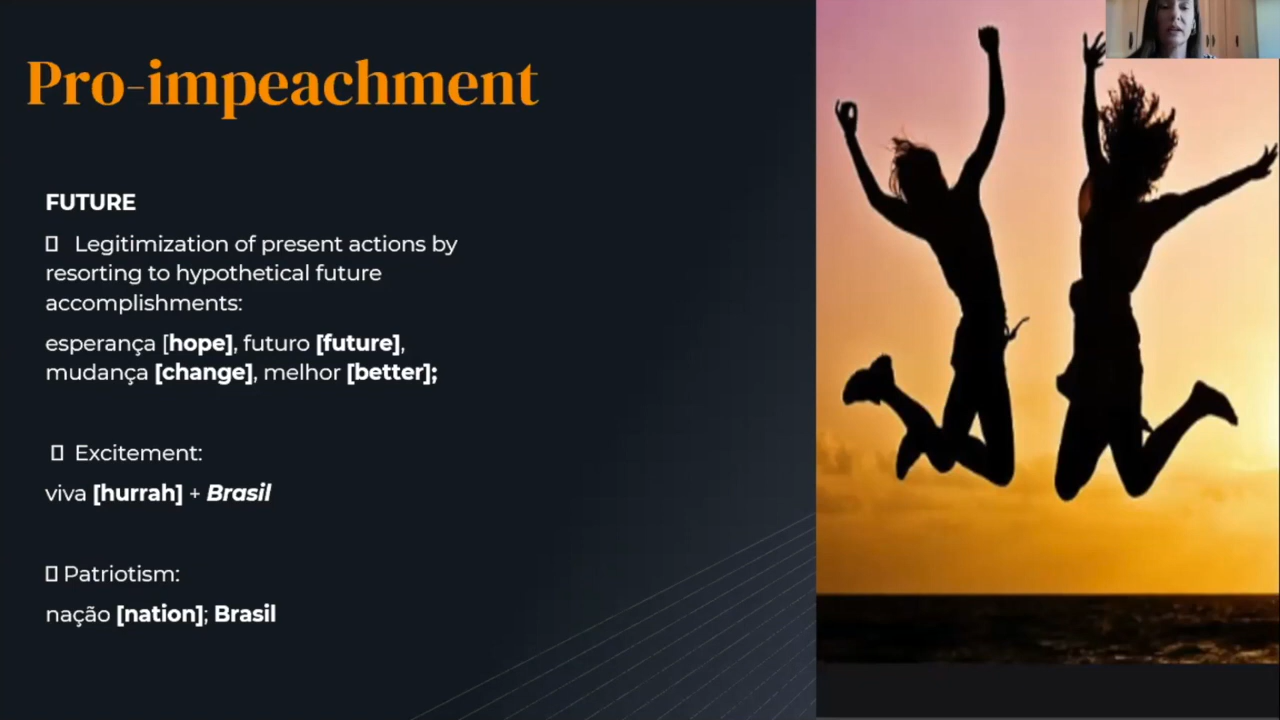 Pro-impeachment
FUTURE
▯ Legitimization of present actions by
resorting to hypothetical future
accomplishments:
esperança [hope], futuro [future],
mudança [change], melhor [better];
▯ Excitement:
viva [hurrah] + Brasil
▯ Patriotism:
nação [nation]; Brasil